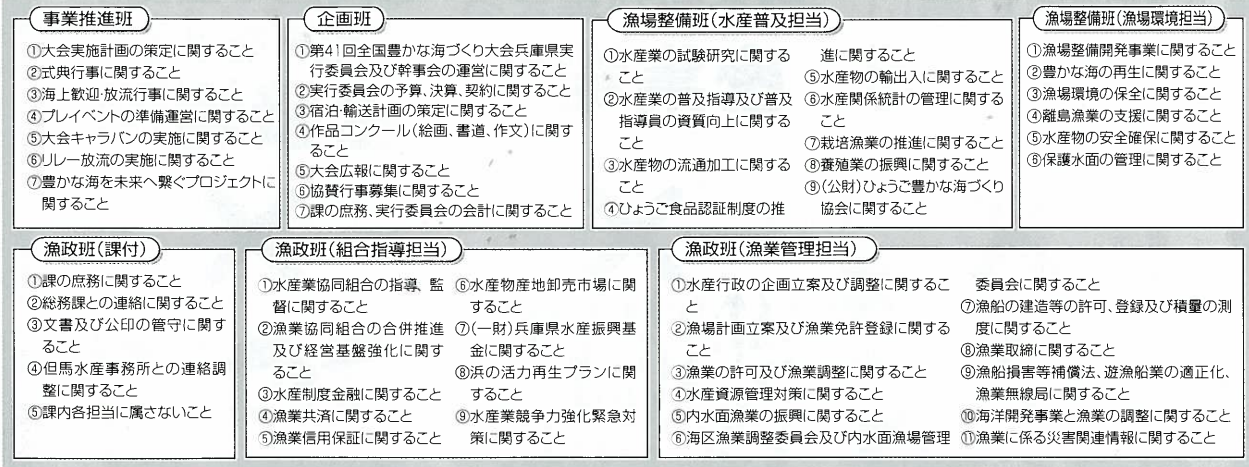 事業推進班
①大会実施計画の策定に関すること
②式典行事に関すること
③海上歓迎・放流行事に関すること
④プレイベントの準備運営に関すること
⑤大会キャラバンの実施に関すること
⑥リレー放流の実施に関すること
⑦豊かな海を未来へ繋ぐプロジェクトに
関すること
企画班
①第41回全国豊かな海づくり大会兵庫県実
行委員会及び幹事会の運営に関すること
②実行委員会の予算、決算、契約に関すること
③宿泊・輸送計画の策定に関すること
④作品コンクール(絵画、書道、作文)に関す
ること
⑤大会広報に関すること
⑥協賛行事募集に関すること
⑦課の庶務、実行委員会の会計に関すること
漁場整備班(水産普及担当)
①水産業の試験研究に関する
こと
②水産業の普及指導及び普及
指導員の資質向上に関する
こと
③水産物の流通加工に関する
こと
④ひょうご食品認証制度の推
進に関すること
⑤水産物の輸出入に関すること
⑥水産関係統計の管理に関する
こと
⑦栽培漁業の推進に関すること
⑧養殖業の振興に関すること
⑨(公財)ひょうご豊かな海づくり
協会に関すること
漁場整備班(漁場環境担当)
①漁場整備開発事業に関すること
②豊かな海の再生に関すること
③漁場環境の保全に関すること
④離島漁業の支援に関すること
⑤水産物の安全確保に関すること
⑥保護水面の管理に関すること
漁政班(課付)
①課の庶務に関すること
②総務課との連絡に関すること
③文書及び公印の管守に関す
ること
④但馬水産事務所との連絡調
整に関すること
⑤課内各担当に属さないこと
漁政班(組合指導担当)
①水産業協同組合の指導、監
督に関すること
②漁業協同組合の合併推進
及び経営基盤強化に関す
ること
③水産制度金融に関すること
④漁業共済に関すること
⑤漁業信用保証に関すること
⑥水産物産地卸売市場に関
すること
⑦(一財)兵庫県水産振興基
金に関すること
⑧浜の活力再生プランに関
すること
⑨水産業競争力強化緊急対
策に関すること
漁政班(漁業管理担当)
①水産行政の企画立案及び調整に関するこ
と
②漁場計画立案及び漁業免許登録に関する
こと
③漁業の許可及び漁業調整に関すること
④水産資源管理対策に関すること
⑤内水面漁業の振興に関すること
⑥海区漁業調整委員会及び内水面漁場管理
委員会に関すること
⑦漁船の建造等の許可、登録及び積量の測
度に関すること
⑧漁業取締に関すること
⑨漁船損害等補償法、遊漁船業の適正化、
漁業無線局に関すること
⑩海洋開発事業と漁業の調整に関すること
⑪漁業に係る災害関連情報に関すること